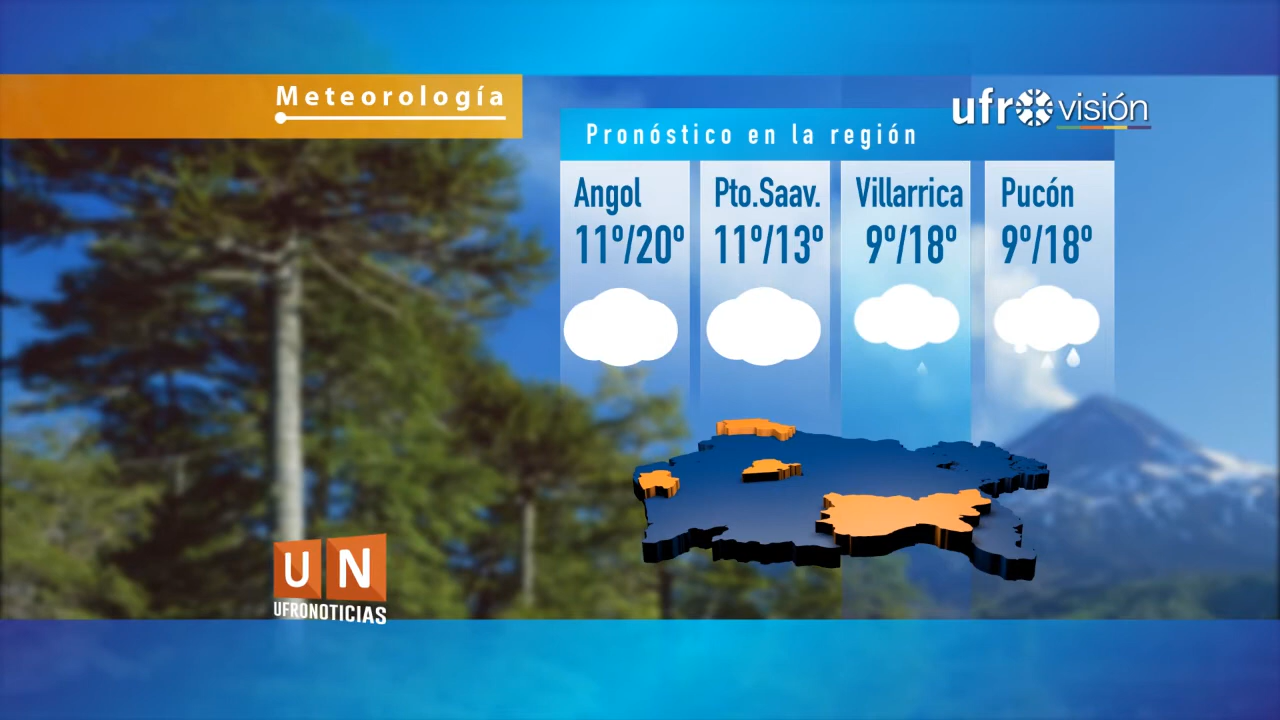 Meteorología
ufro visión
Pronóstico en la región
Angol
11º/20º
Pto.Saav.
11º/13º
Villarrica
9º/18º
Pucón
9º/18º
UN
UFRONOTICIAS